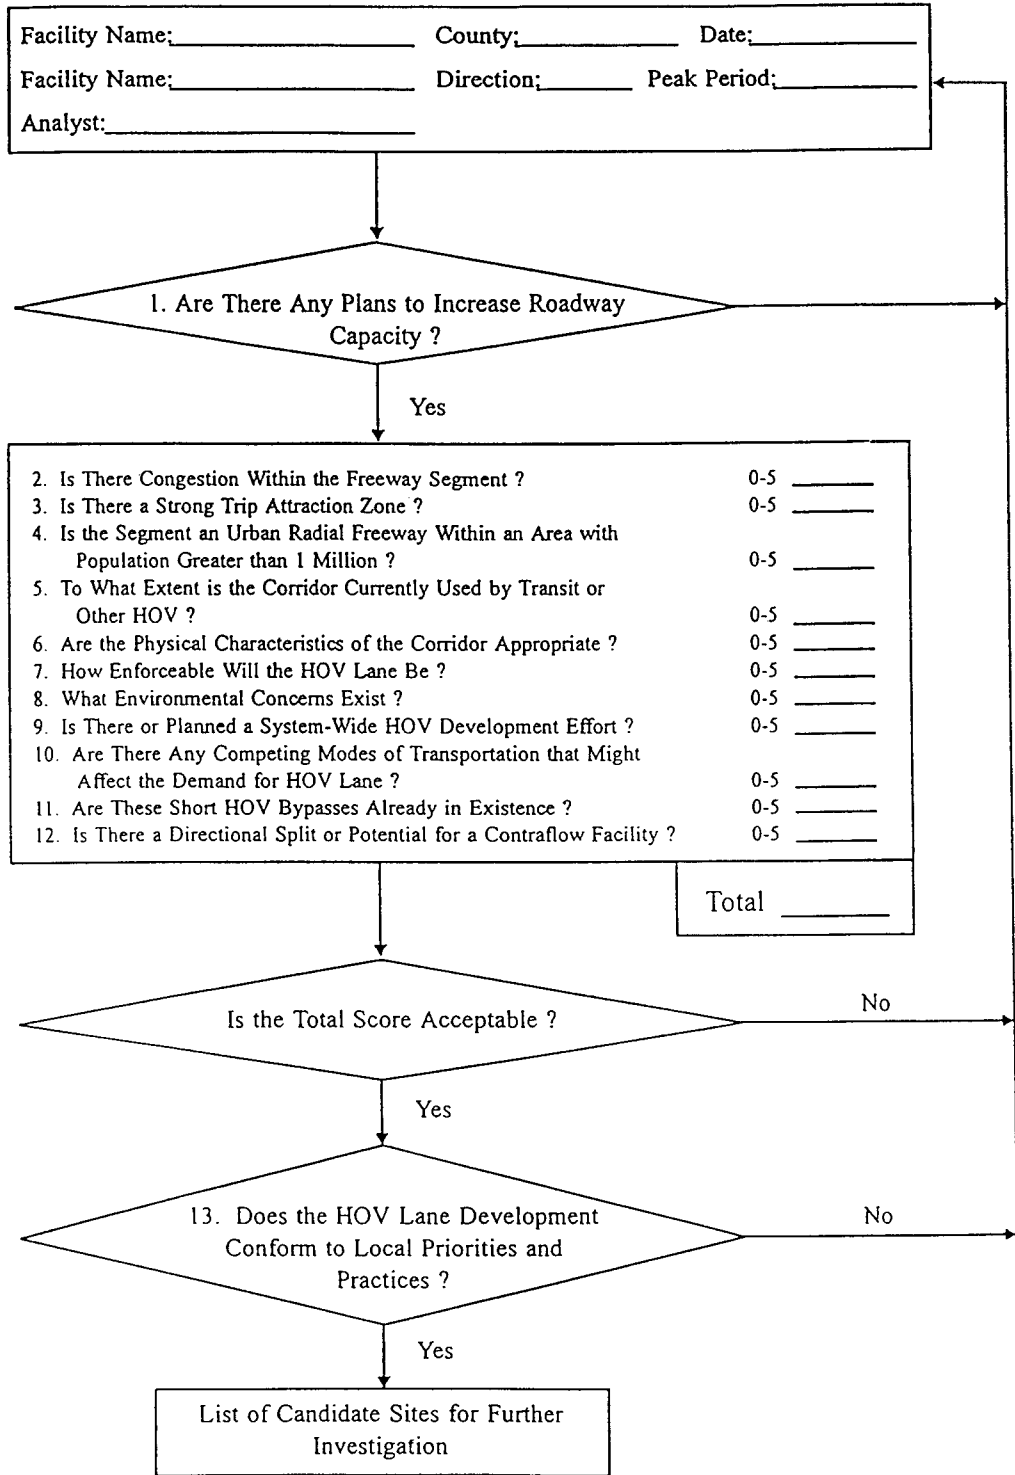 Facility Name: County: Date:
Facility Name: Direction: Peak Period:
Analyst:
1. Are There Any Plans to Increase Roadway
Capacity ?
Yes
2. Is There Congestion Within the Freeway Segment ? 0-5
3. Is There a Strong Trip Attraction Zone ? 0-5
4. Is the Segment an Urban Radial Freeway Within an Area with
Population Greater than 1 Million ? 0-5
5. To What Extent is the Corridor Currently Used by Transit or
Other HOV ? 0-5
6. Are the Physical Characteristics of the Corridor Appropriate ? 0-5
7. How Enforceable Will the HOV Lane Be ? 0-5
8. What Environmental Concerns Exist ? 0-5
9. Is There or Planned a System-Wide HOV Development Effort ? 0-5
10. Are There Any Competing Modes of Transportation that Might
Affect the Demand for HOV Lane ? 0-5
11. Are These Short HOV Bypasses Already in Existence ? 0-5
12. Is There a Directional Split or Potential for a Contraflow Facility ? 0-5
Total
Is the Total Score Acceptable ?
No
Yes
13. Does the HOV Lane Development
Conform to Local Priorities and
Practices ?
No
Yes
List of Candidate Sites for Further
Investigation